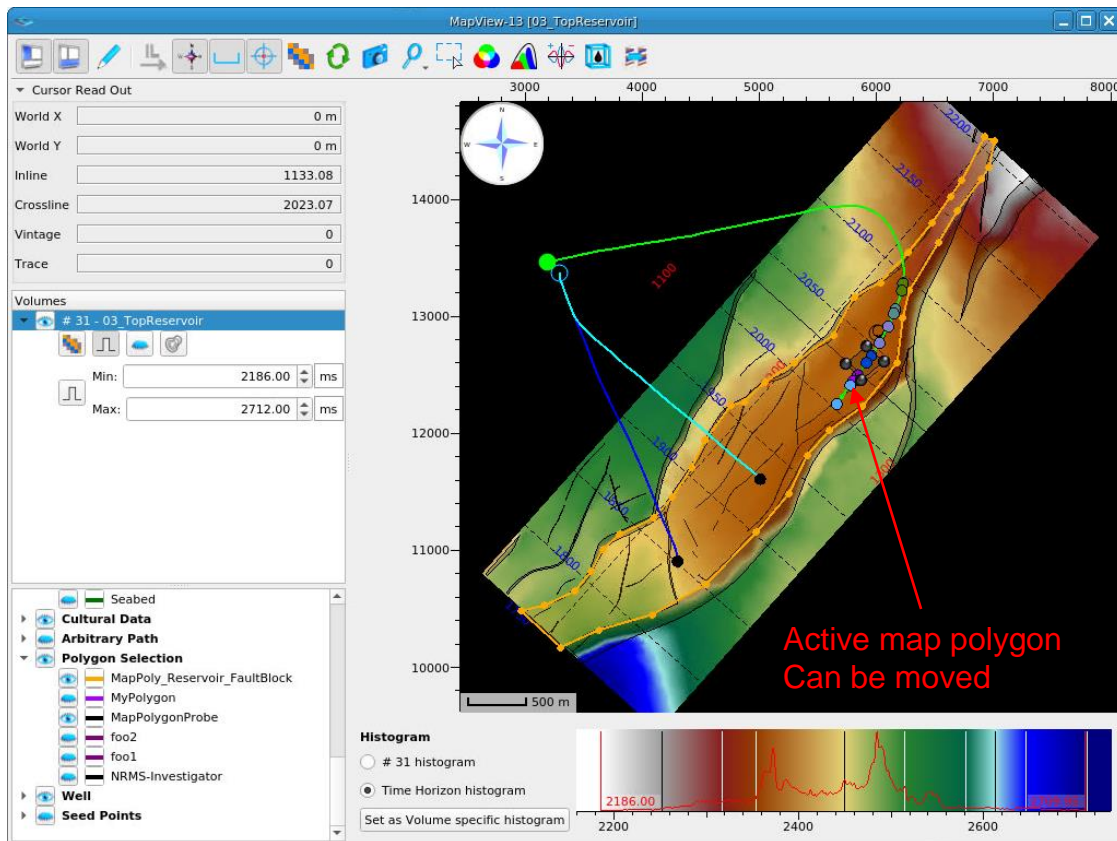 MapView-13 [03_TopReservoir]
Cursor Read Out
World X 0 m
World Y 0 m
Inline 1133.08
Crossline 2023.07
Vintage 0
Trace 0
Volumes
# 31 - 03_TopReservoir
Min: 2186.00 ms
Max: 2712.00 ms
Seabed
Cultural Data
Arbitrary Path
Polygon Selection
MapPoly_Reservoir_FaultBlock
MyPolygon
MapPolygonProbe
foo2
foo1
NRMS-Investigator
Well
Seed Points
3000 4000 5000 6000 7000 8000
N
W E
S
14000
13000
12000
11000
10000
2200
2150
2100
2050
2000
1900
1800
1100
500 m
Active map polygon
Can be moved
Histogram
# 31 histogram
Time Horizon histogram
Set as Volume specific histogram
2186.00
2200 2400 2600